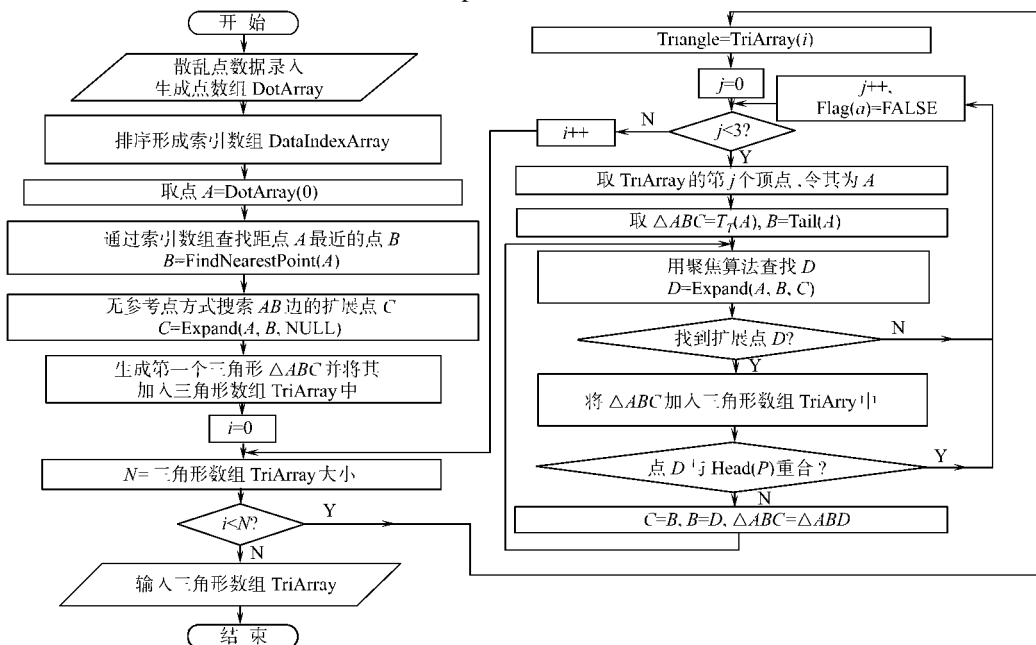 开 始
散乱点数据录入
生成点数组 DotArray
排序形成索引数组 DataIndexArray
取点 A=DotArray(0)
通过索引数组查找距点 A 最近的点 B
B=FindNearestPoint(A)
无参考点方式搜索 AB 边的扩展点 C
C=Expand(A, B, NULL)
生成第一个三角形 △ABC 并将其
加入三角形数组 TriArray 中
i=0
N= 三角形数组 TriArray 大小
i<N?
Y
N
输入三角形数组 TriArray
结 束
Triangle=TriArray(i)
j=0
j++,
Flag(a)=FALSE
i++
N
j<3?
Y
取 TriArray 的第 j 个顶点,令其为 A
取 △ABC=T_T(A), B=Tail(A)
用聚焦算法查找 D
D=Expand(A, B, C)
找到扩展点 D?
N
Y
将 △ABC 加入三角形数组 TriArry 中
点 D 与 Head(P)重合?
Y
N
C=B, B=D, △ABC=△ABD